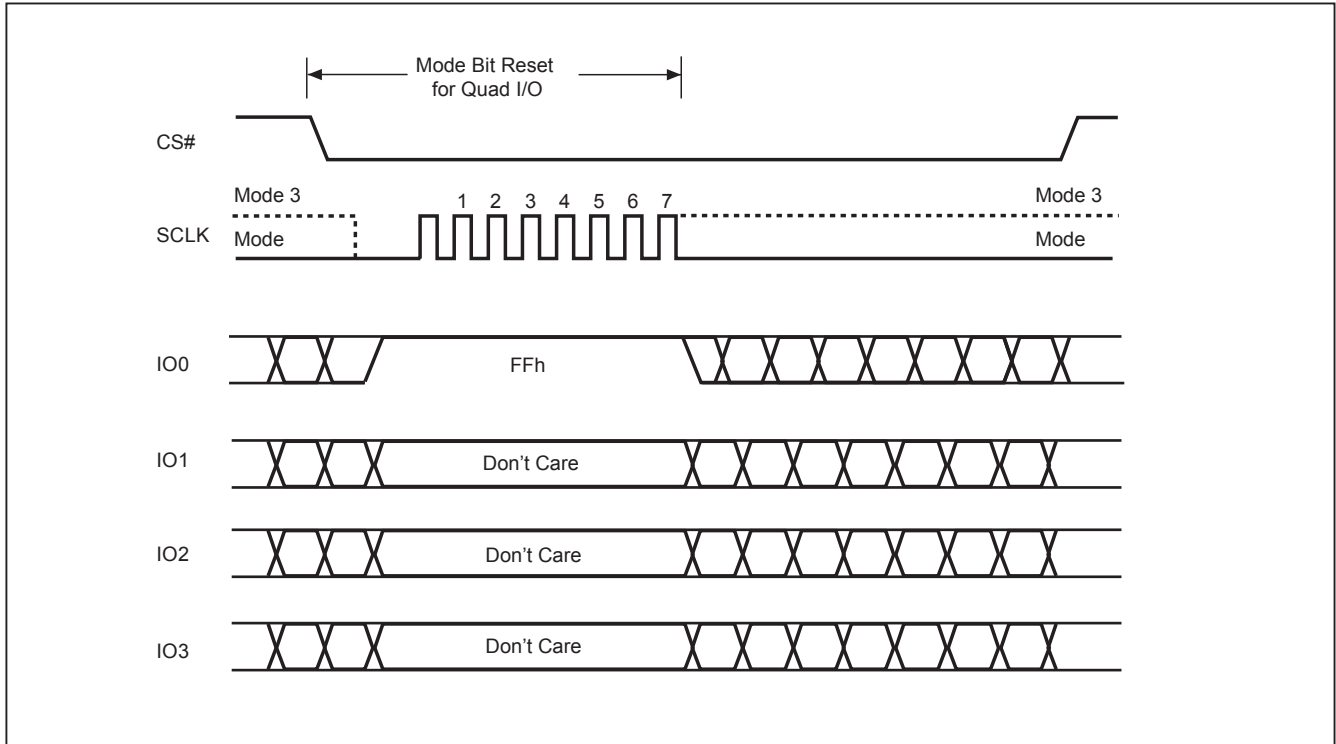 Mode Bit Reset
for Quad I/O
CS#
Mode 3
1 2 3 4 5 6 7
Mode 3
SCLK
Mode
Mode
IO0
FFh
IO1
Don't Care
IO2
Don't Care
IO3
Don't Care